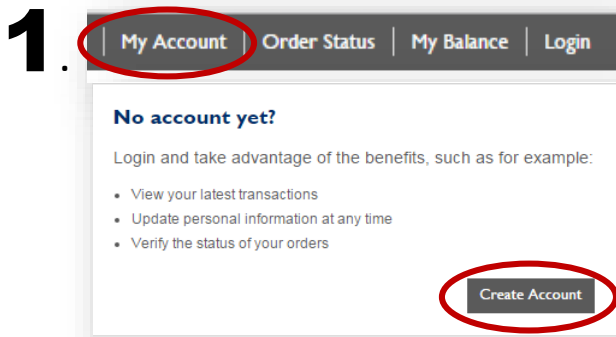 1.
My Account | Order Status | My Balance | Login
No account yet?
Login and take advantage of the benefits, such as for example:
• View your latest transactions
• Update personal information at any time
• Verify the status of your orders
Create Account